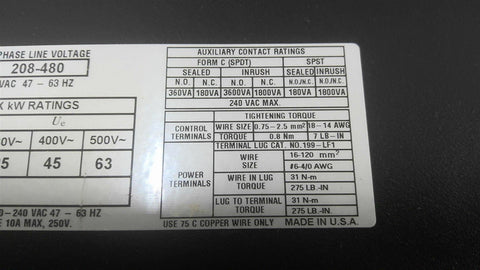 PHASE LINE VOLTAGE
208-480
VAC 47 - 63 HZ
kW RATINGS
Ue
400V~ 500V~
45 63
240 VAC 47 - 63 HZ
10A MAX, 250V.
AUXILIARY CONTACT RATINGS
FORM C (SPDT) SPST
SEALED INRUSH SEALED INRUSH
N.O. N.C. N.O. N.C. N.O./N.C. N.O./N.C.
360VA 180VA 3600VA 1800VA 180VA 1800VA
240 VAC MAX.
TIGHTENING TORQUE
CONTROL TERMINALS WIRE SIZE 0.75-2.5 mm² 18-14 AWG
TORQUE 0.8 Nm 7 LB-IN
POWER TERMINALS TERMINAL LUG CAT. NO. 199-LF1
WIRE SIZE 16-120 mm²
#6-4/0 AWG
WIRE IN LUG TORQUE 31 N-m
275 LB.-IN
LUG TO TERMINAL TORQUE 31 N-m
275 LB.-IN
USE 75 C COPPER WIRE ONLY MADE IN U.S.A.